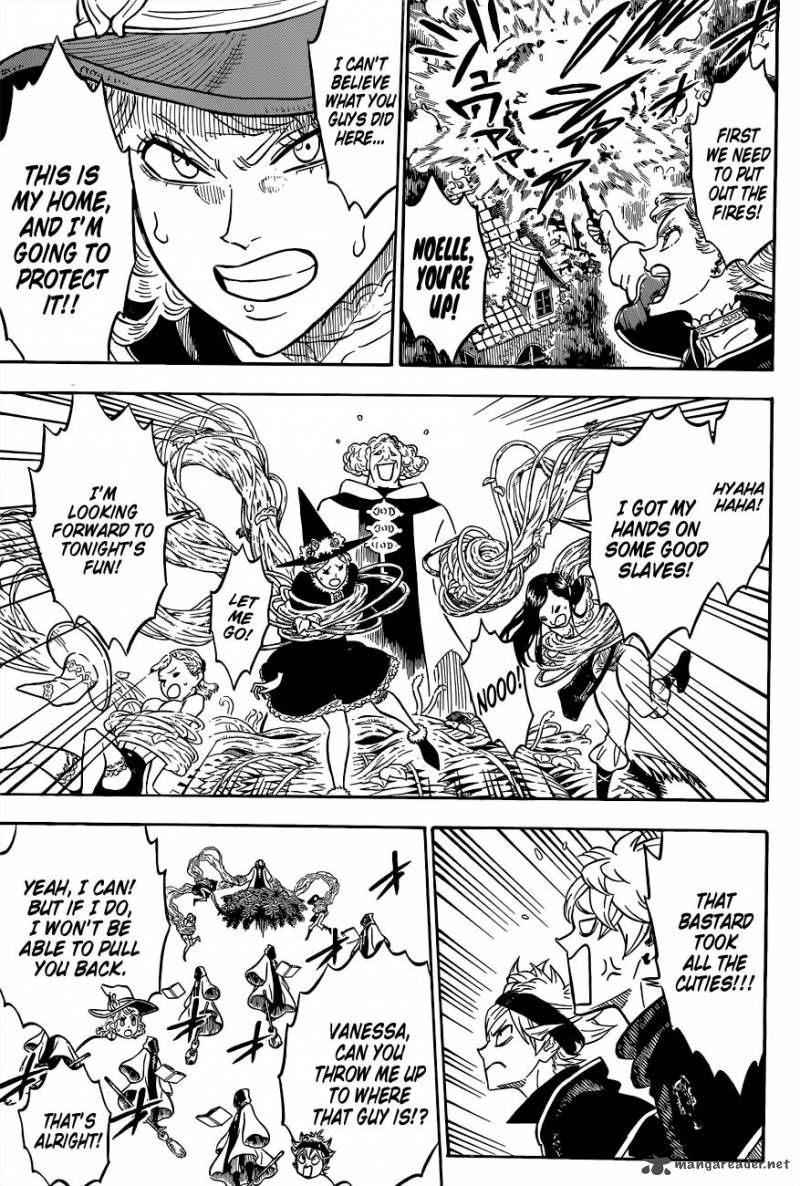 FIRST
WE NEED
TO PUT
OUT THE
FIRES!
NOELLE,
YOU'RE
UP!
I CAN'T
BELIEVE
WHAT YOU
GUYS DID
HERE...
THIS IS
MY HOME,
AND I'M
GOING TO
PROTECT
IT!!
HYAHA
HAHA!
I GOT MY
HANDS ON
SOME GOOD
SLAVES!
NOOO!
LET
ME
GO!
I'M
LOOKING
FORWARD TO
TONIGHT'S
FUN!
THAT
BASTARD
TOOK
ALL THE
CUTIES!!!
VANESSA,
CAN YOU
THROW ME
UP TO WHERE
THAT GUY IS!?
YEAH, I CAN!
BUT IF I DO,
I WON'T BE
ABLE TO PULL
YOU BACK.
THAT'S
ALRIGHT!
mangareader.net